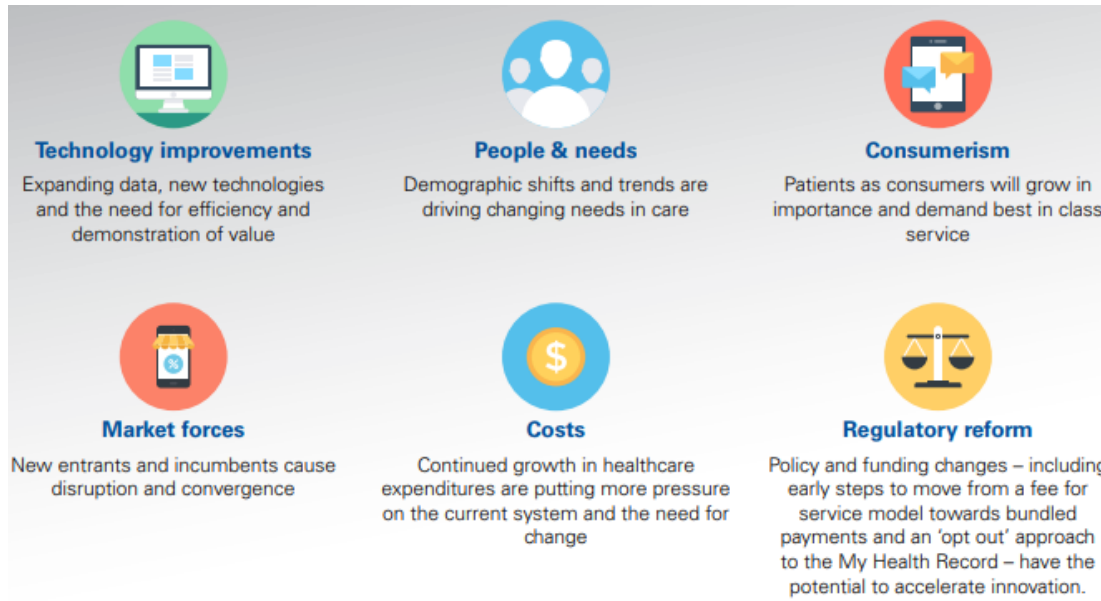 Technology improvements
Expanding data, new technologies
and the need for efficiency and
demonstration of value
People & needs
Demographic shifts and trends are
driving changing needs in care
Consumerism
Patients as consumers will grow in
importance and demand best in class
service
%
Market forces
New entrants and incumbents cause
disruption and convergence
$
Costs
Continued growth in healthcare
expenditures are putting more pressure
on the current system and the need for
change
Regulatory reform
Policy and funding changes – including
early steps to move from a fee for
service model towards bundled
payments and an ‘opt out’ approach
to the My Health Record – have the
potential to accelerate innovation.